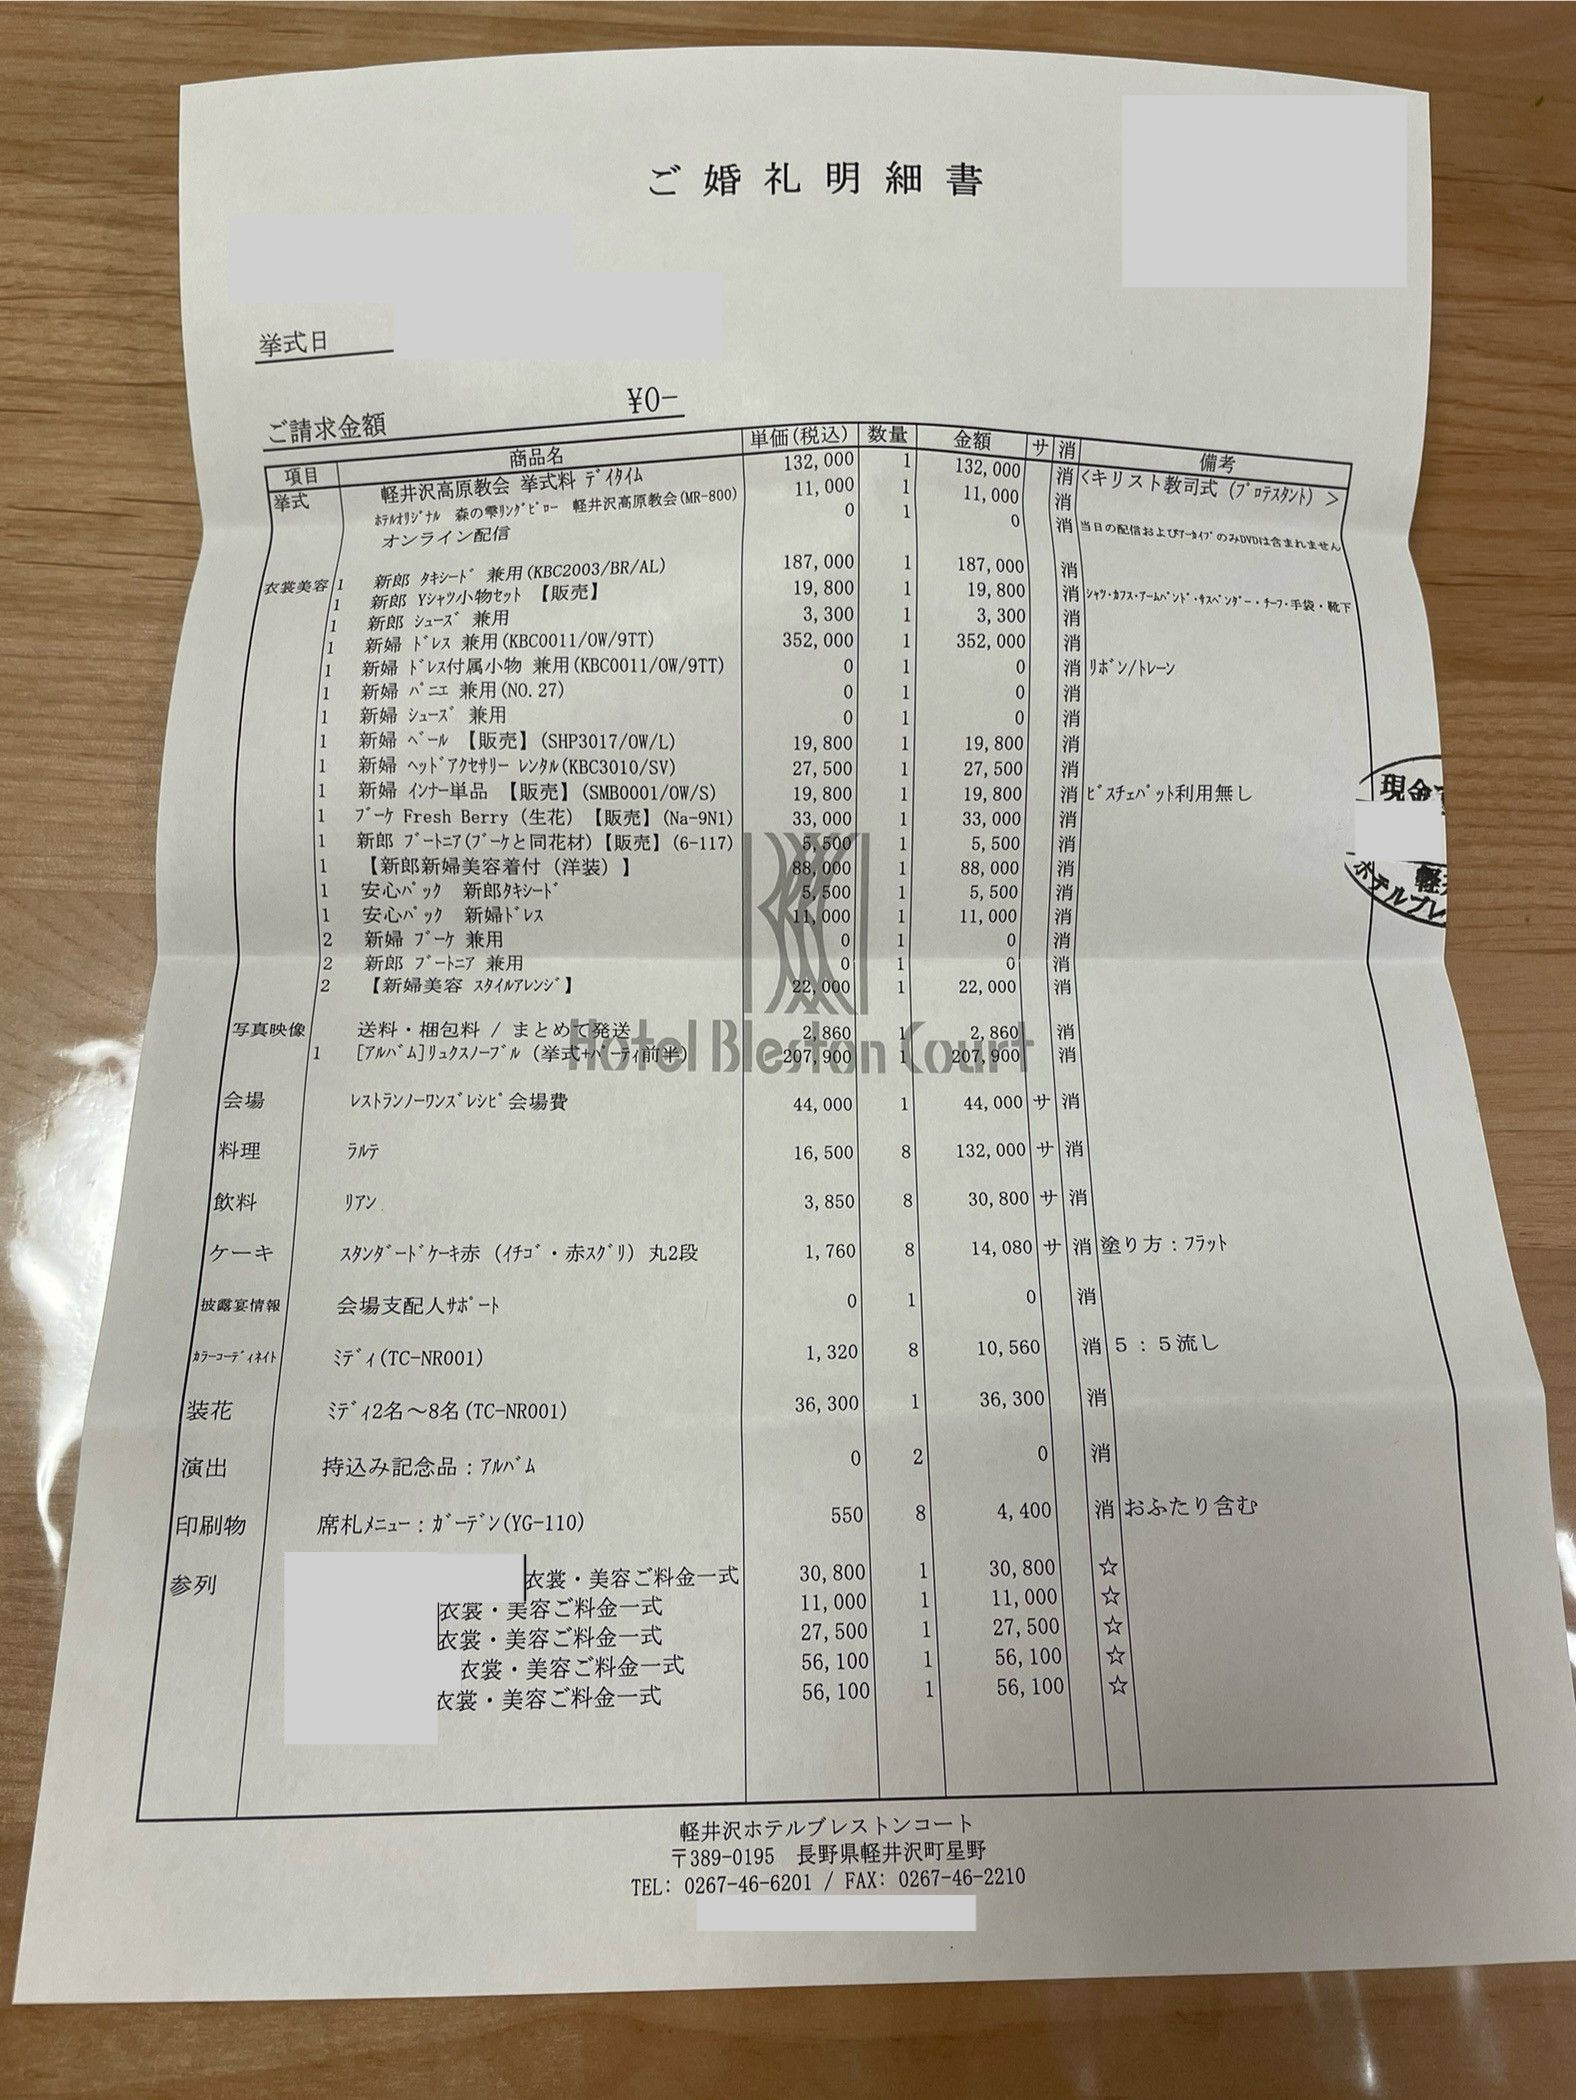 ご婚礼明細書
挙式日
ご請求金額 ¥0-
項目 商品名 単価(税込) 数量 金額 サ 消 備考
挙式 軽井沢高原教会 挙式料 ﾃﾞｲﾀｲﾑ 132,000 1 132,000 消 <キリスト教司式(ﾌﾟﾛﾃｽﾀﾝﾄ)>
ﾎﾃﾙｵﾘｼﾞﾅﾙ 森の雫ﾘﾝｸﾞﾋﾟﾛｰ 軽井沢高原教会(MR-800) 11,000 1 11,000 消
オンライン配信 0 1 0 消 当日の配信およびｱｰｶｲﾌﾞのみDVDは含まれません
衣裳美容 1 新郎 ﾀｷｼｰﾄﾞ 兼用(KBC2003/BR/AL) 187,000 1 187,000 消
1 新郎 Yｼｬﾂ小物ｾｯﾄ 【販売】 19,800 1 19,800 消 ｼｬﾂ・ｶﾌｽ・ｱｰﾑﾊﾞﾝﾄﾞ・ｻｽﾍﾟﾝﾀﾞｰ・ﾁｰﾌ・手袋・靴下
1 新郎 ｼｭｰｽﾞ 兼用 3,300 1 3,300 消
1 新婦 ﾄﾞﾚｽ 兼用(KBC0011/OW/9TT) 352,000 1 352,000 消
1 新婦 ﾄﾞﾚｽ付属小物 兼用(KBC0011/OW/9TT) 0 1 0 消 ﾘﾎﾞﾝ/ﾄﾚｰﾝ
1 新婦 ﾊﾟﾆｴ 兼用(NO.27) 0 1 0 消
1 新婦 ｼｭｰｽﾞ 兼用 0 1 0 消
1 新婦 ﾍﾞｰﾙ 【販売】(SHP3017/OW/L) 19,800 1 19,800 消
1 新婦 ﾍｯﾄﾞｱｸｾｻﾘｰ ﾚﾝﾀﾙ(KBC3010/SV) 27,500 1 27,500 消
1 新婦 ｲﾝﾅｰ単品 【販売】(SMB0001/OW/S) 19,800 1 19,800 消 ﾋﾞｽﾁｪﾊﾟｯﾄ利用無し
1 ﾌﾞｰｹ Fresh Berry (生花) 【販売】(Na-9N1) 33,000 1 33,000 消
1 新郎 ﾌﾞｰﾄﾆｱ(ﾌﾞｰｹと同花材)【販売】(6-117) 5,500 1 5,500 消
1 【新郎新婦美容着付 (洋装)】 88,000 1 88,000 消
1 安心ﾊﾟｯｸ 新郎ﾀｷｼｰﾄﾞ 5,500 1 5,500 消
1 安心ﾊﾟｯｸ 新婦ﾄﾞﾚｽ 11,000 1 11,000 消
2 新婦 ﾌﾞｰｹ 兼用 0 1 0 消
2 新郎 ﾌﾞｰﾄﾆｱ 兼用 0 1 0 消
2 【新婦美容 ｽﾀｲﾙｱﾚﾝｼﾞ】 22,000 1 22,000 消
写真映像 送料・梱包料 / まとめて発送 2,860 1 2,860 消
1 [ｱﾙﾊﾞﾑ]ﾘｭｸｽﾉｰﾌﾞﾙ (挙式+ﾊﾟｰﾃｨ前半) 207,900 1 207,900 消
Hotel Bleston Court
会場 ﾚｽﾄﾗﾝﾉｰﾜﾝｽﾞﾚｼﾋﾟ会場費 44,000 1 44,000 サ 消
料理 ﾗﾙﾃ 16,500 8 132,000 サ 消
飲料 ﾘｱﾝ 3,850 8 30,800 サ 消
ケーキ ｽﾀﾝﾀﾞｰﾄﾞｹｰｷ赤 (ｲﾁｺﾞ・赤ｽｸﾞﾘ) 丸2段 1,760 8 14,080 サ 消 塗り方:ﾌﾗｯﾄ
披露宴情報 会場支配人ｻﾎﾟｰﾄ 0 1 0 消
ｶﾗｰｺｰﾃﾞｨﾈｲﾄ ﾐﾃﾞｨ(TC-NR001) 1,320 8 10,560 消 5:5流し
装花 ﾐﾃﾞｨ2名～8名(TC-NR001) 36,300 1 36,300 消
演出 持込み記念品:ｱﾙﾊﾞﾑ 0 2 0 消
印刷物 席札ﾒﾆｭｰ:ｶﾞｰﾃﾞﾝ(YG-110) 550 8 4,400 消 おふたり含む
参列 衣裳・美容ご料金一式 30,800 1 30,800 ☆
衣裳・美容ご料金一式 11,000 1 11,000 ☆
衣裳・美容ご料金一式 27,500 1 27,500 ☆
衣裳・美容ご料金一式 56,100 1 56,100 ☆
衣裳・美容ご料金一式 56,100 1 56,100 ☆
現金
軽
ホテルブレ
軽井沢ホテルブレストンコート
〒389-0195 長野県軽井沢町星野
TEL: 0267-46-6201 / FAX: 0267-46-2210